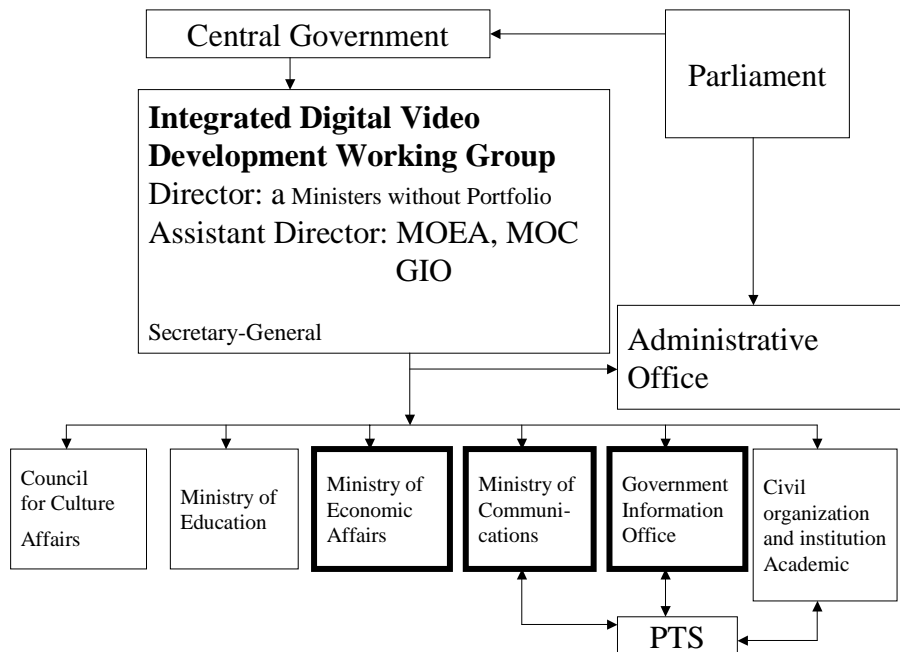 Central Government
Parliament
Integrated Digital Video
Development Working Group
Director: a Ministers without Portfolio
Assistant Director: MOEA, MOC
GIO
Secretary-General
Administrative
Office
Council
for Culture
Affairs
Ministry of
Education
Ministry of
Economic
Affairs
Ministry of
Communi-
cations
Government
Information
Office
Civil
organization
and institution
Academic
PTS